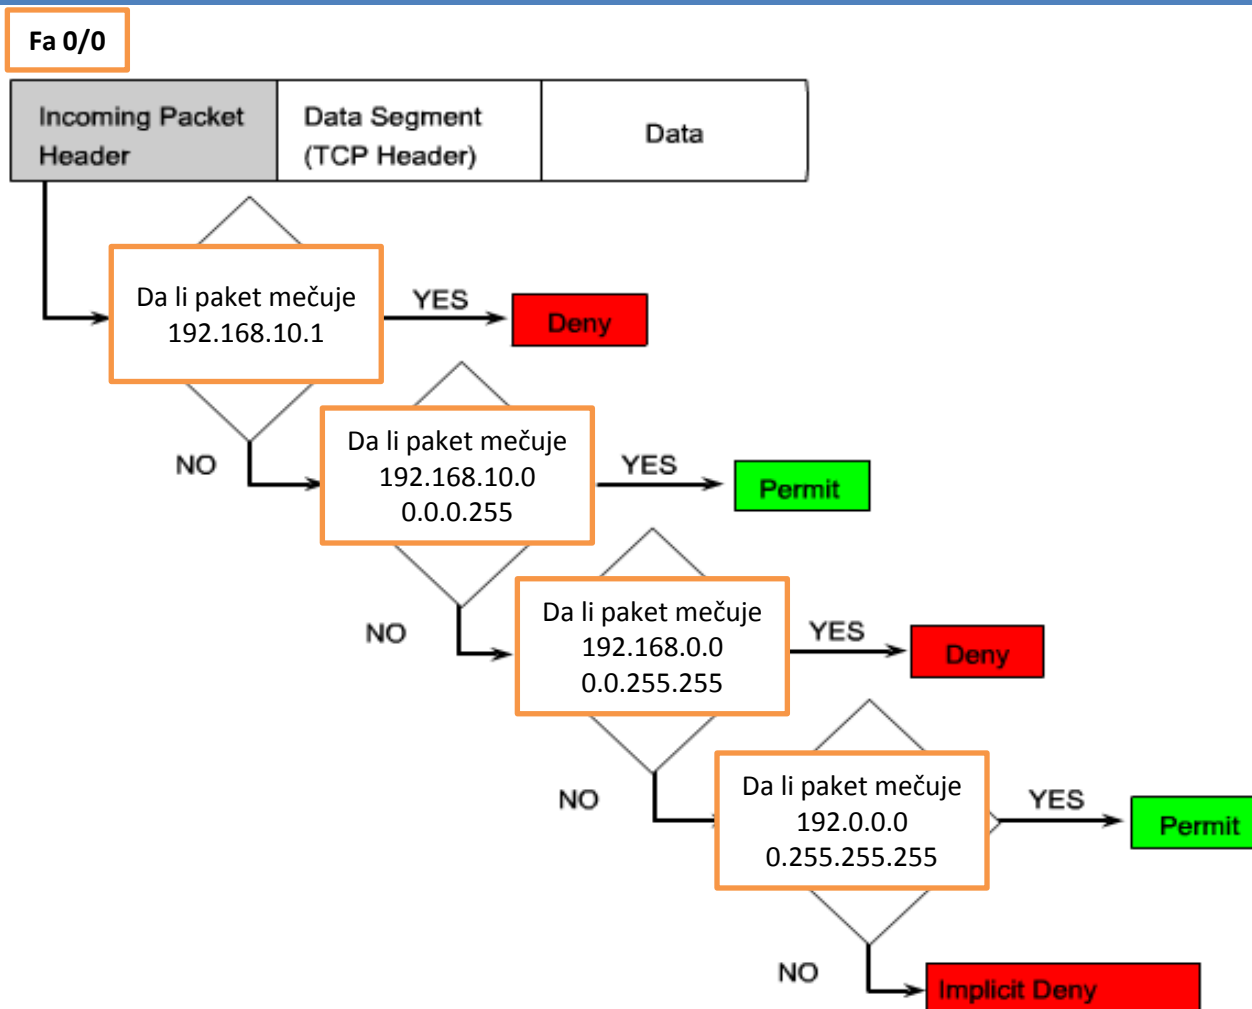 Fa 0/0
Incoming Packet
Header
Data Segment
(TCP Header)
Data
Da li paket mečuje
192.168.10.1
YES
Deny
NO
Da li paket mečuje
192.168.10.0
0.0.0.255
YES
Permit
NO
Da li paket mečuje
192.168.0.0
0.0.255.255
YES
Deny
NO
Da li paket mečuje
192.0.0.0
0.255.255.255
YES
Permit
NO
Implicit Deny